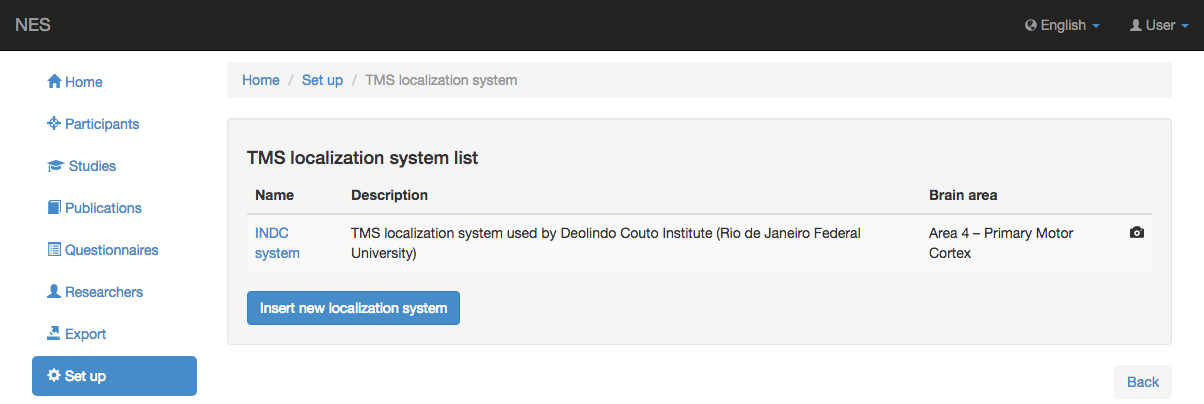 NES
English
User
Home
Participants
Studies
Publications
Questionnaires
Researchers
Export
Set up
Home / Set up / TMS localization system
TMS localization system list
Name Description Brain area
INDC system
TMS localization system used by Deolindo Couto Institute (Rio de Janeiro Federal
University)
Area 4 – Primary Motor
Cortex
Insert new localization system
Back